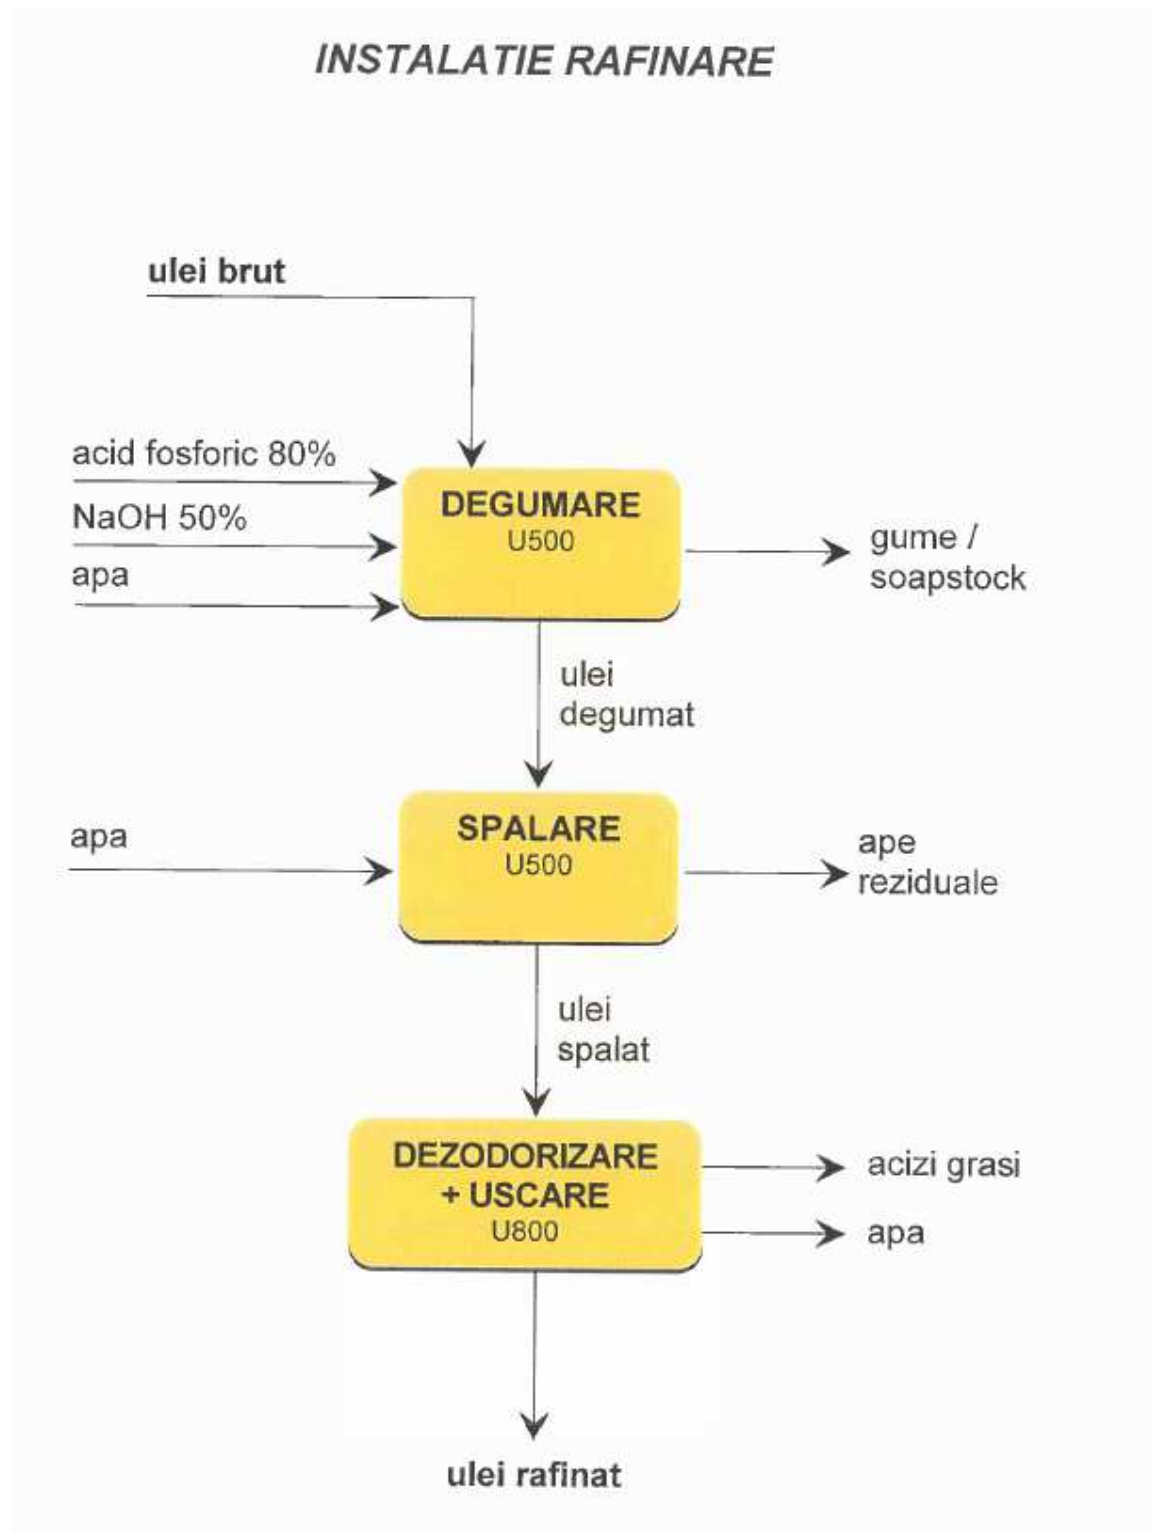 INSTALATIE RAFINARE
ulei brut
acid fosforic 80%
NaOH 50%
apa
DEGUMARE
U500
gume /
soapstock
ulei
degumat
apa
SPALARE
U500
ape
reziduale
ulei
spalat
DEZODORIZARE
+ USCARE
U800
acizi grasi
apa
ulei rafinat